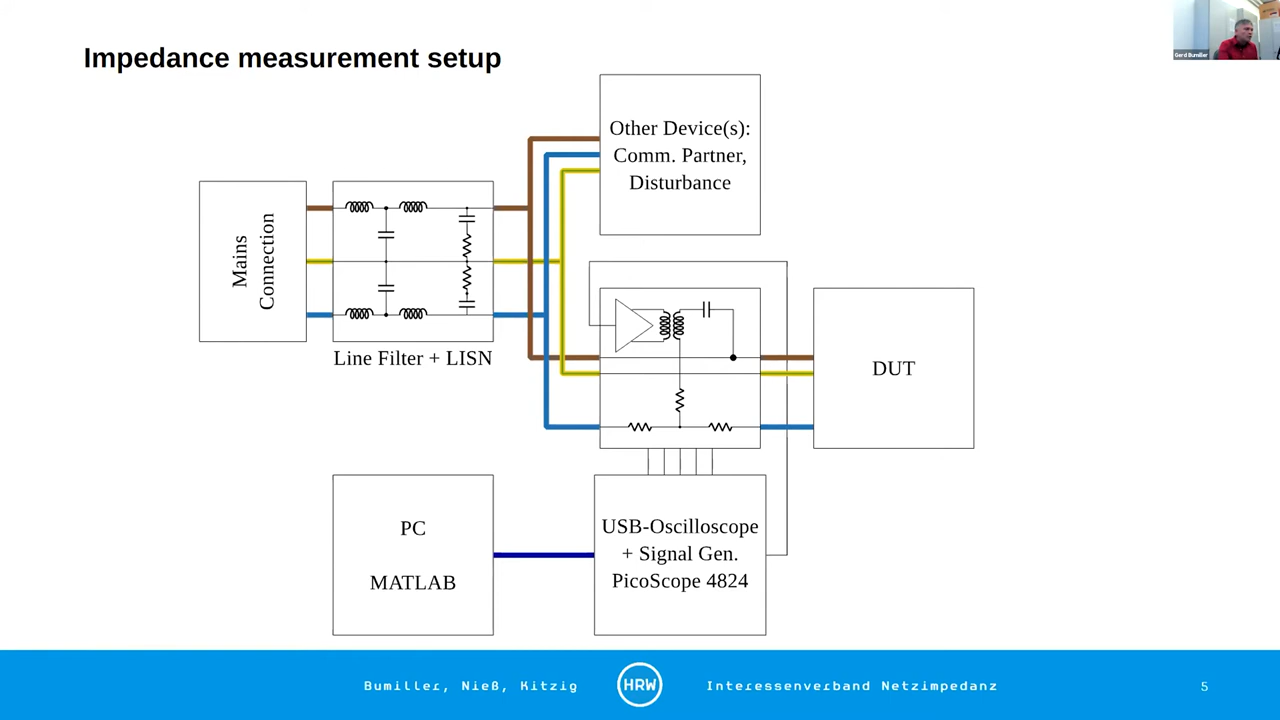 Impedance measurement setup
Gerd Bumiller
Other Device(s):
Comm. Partner,
Disturbance
Mains
Connection
Line Filter + LISN
DUT
PC
MATLAB
USB-Oscilloscope
+ Signal Gen.
PicoScope 4824
Bumiller, Nieß, Kitzig
HRW
Interessenverband Netzimpedanz
5